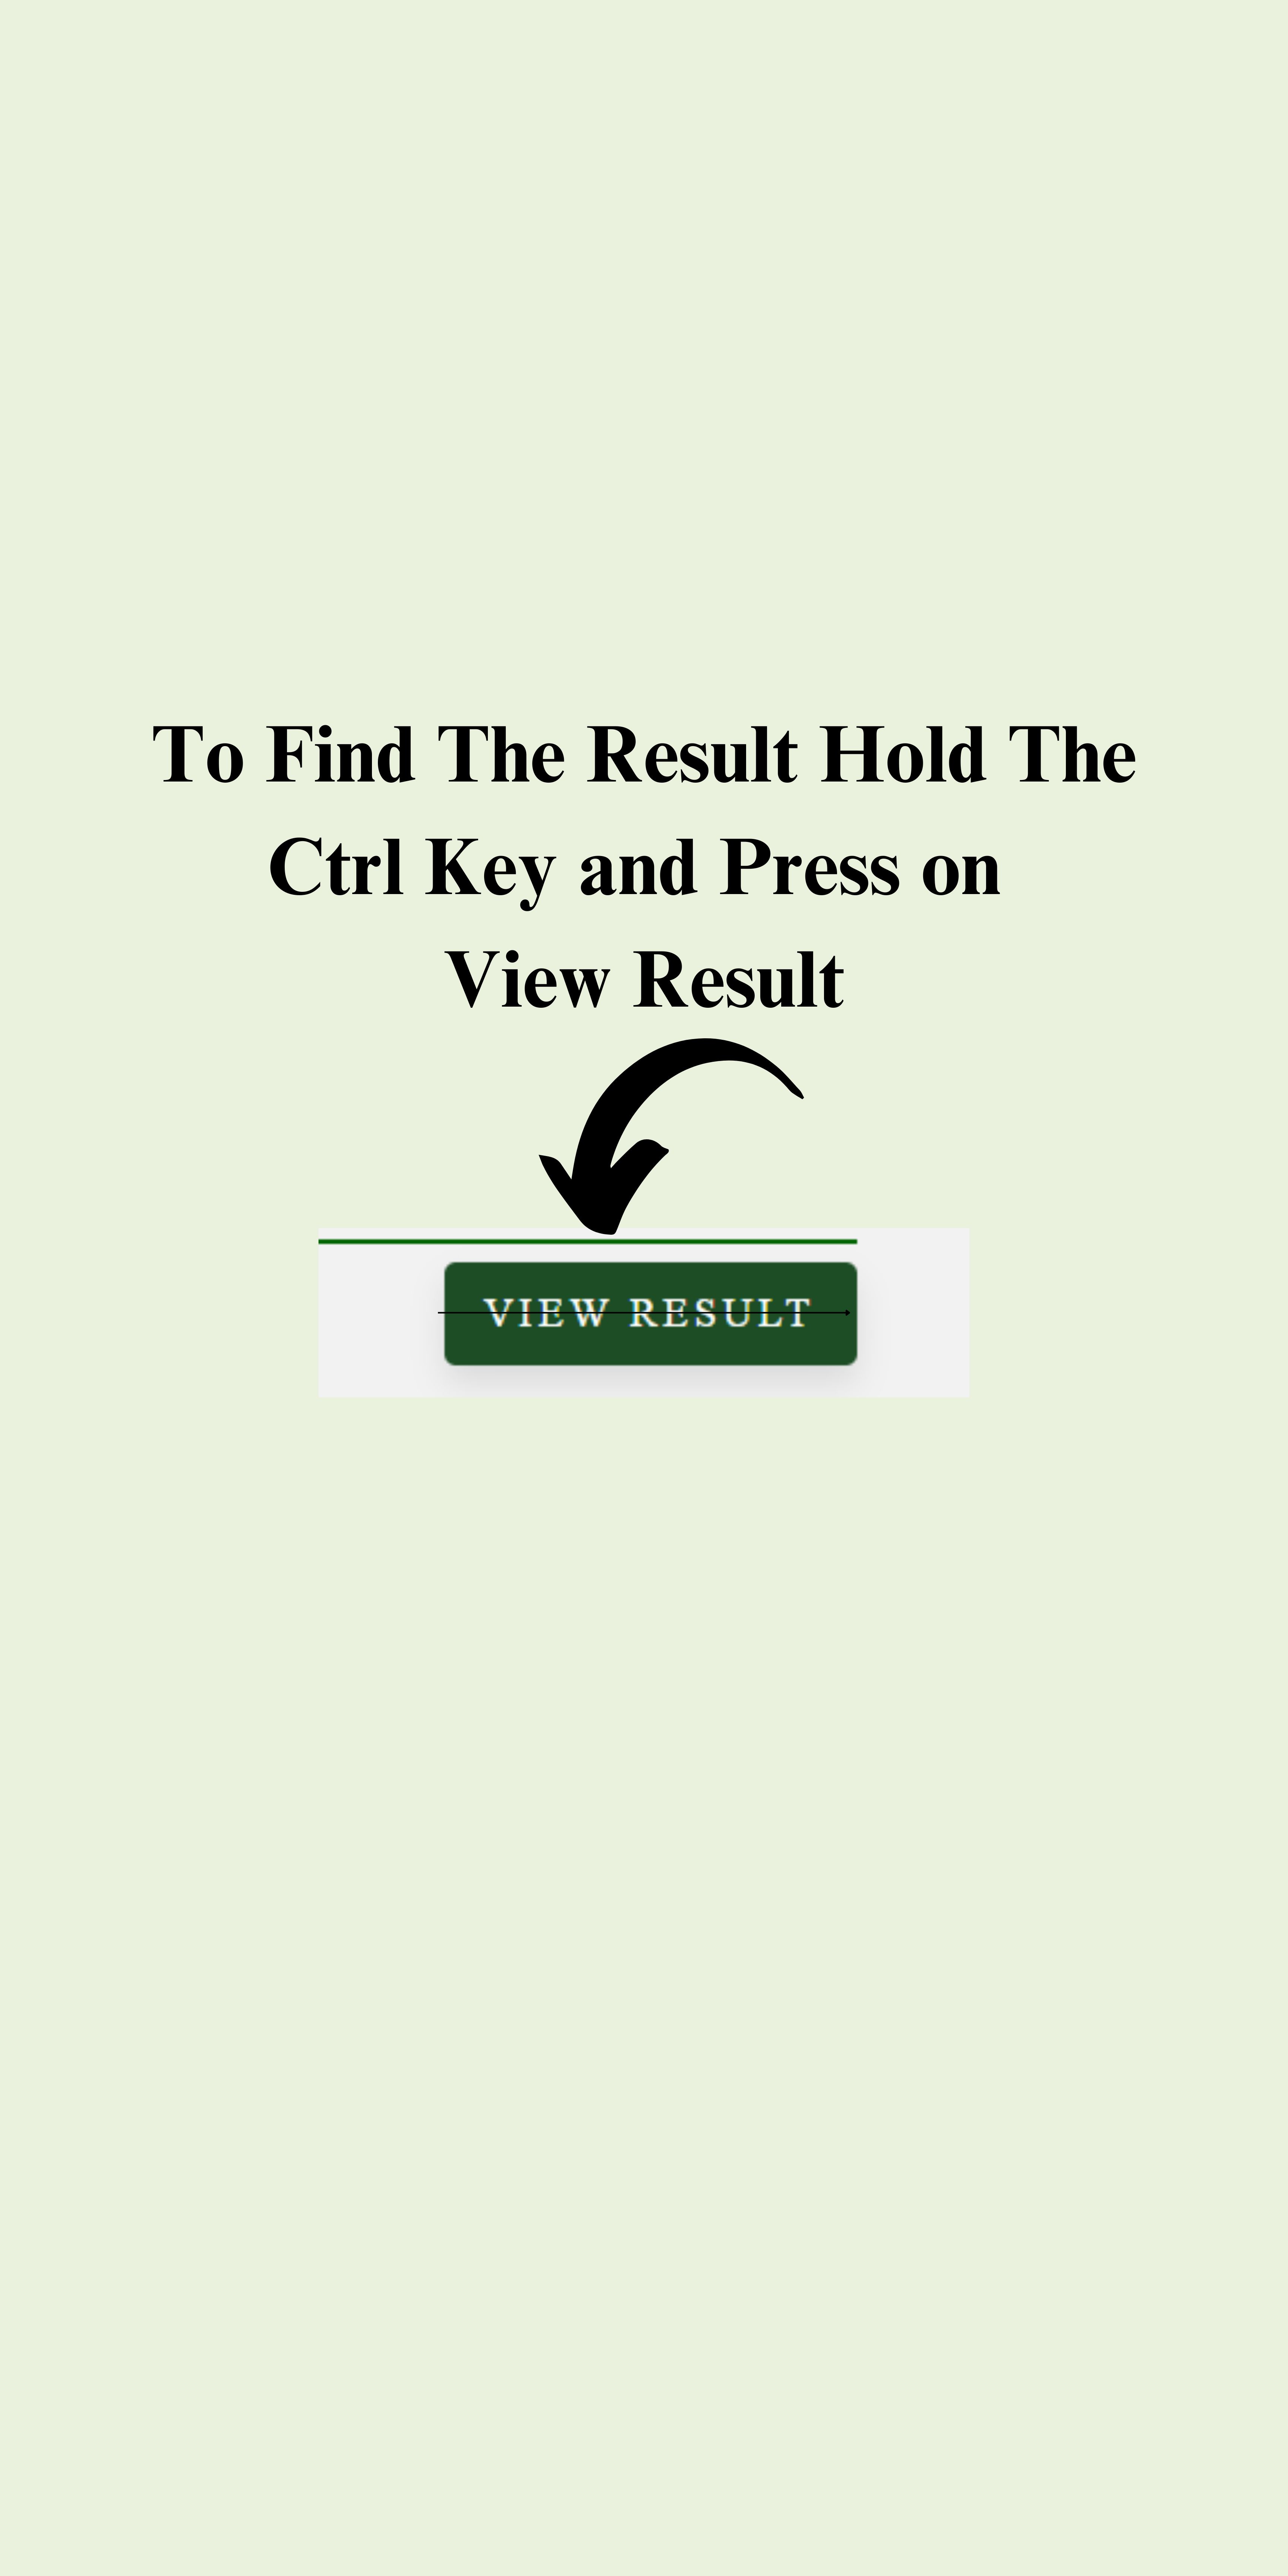 To Find The Result Hold The
Ctrl Key and Press on
View Result
VIEW RESULT